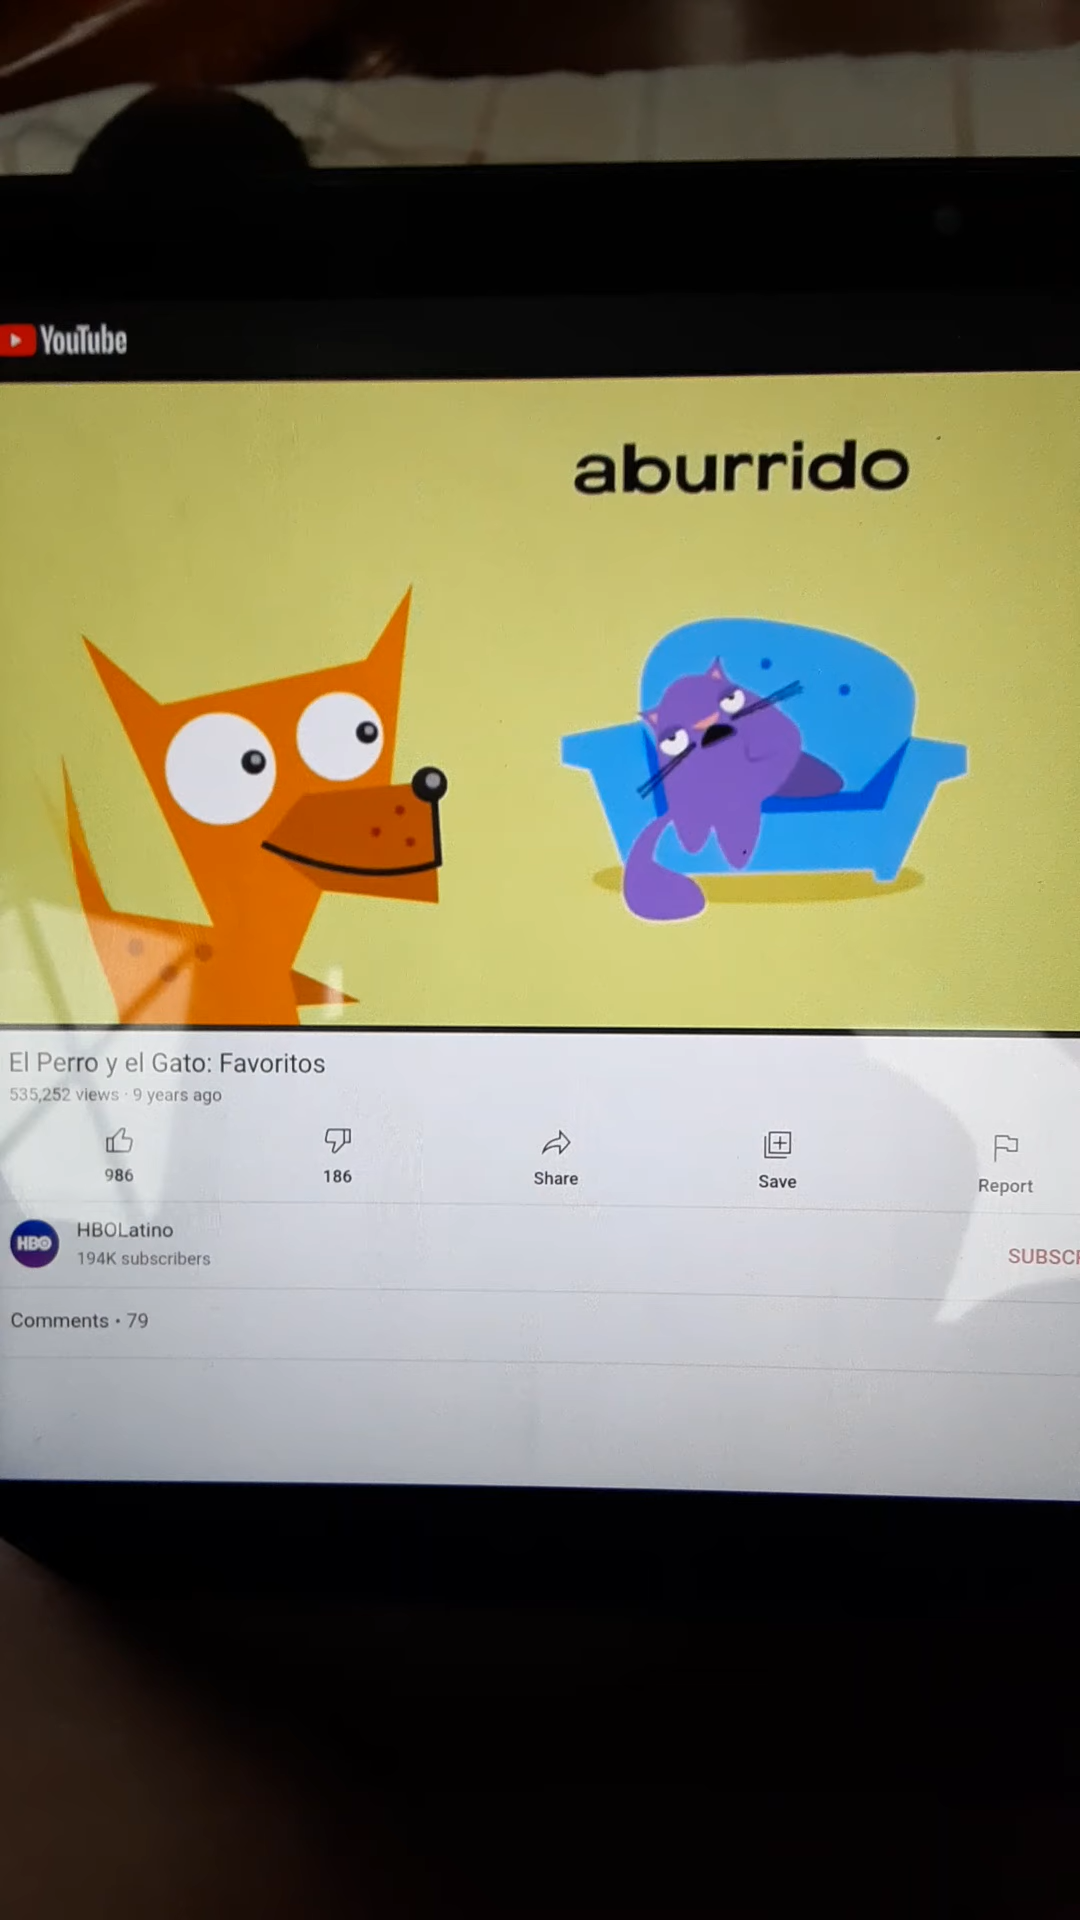 YouTube
aburrido
El Perro y el Gato: Favoritos
535,252 views · 9 years ago
986
186
Share
Save
Report
HBO
HBOLatino
194K subscribers
SUBSCR
Comments • 79